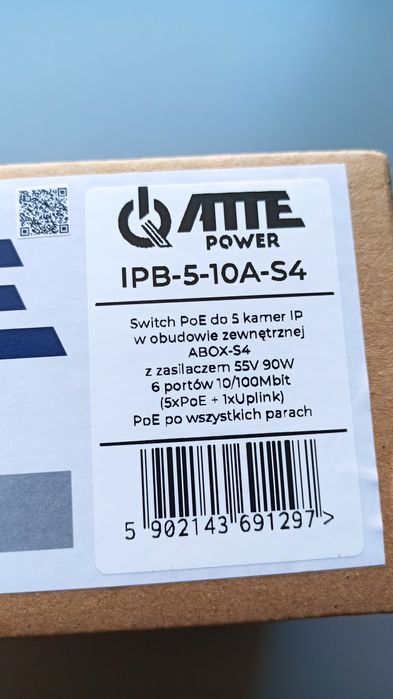 ATTE
POWER
IPB-5-10A-S4
Switch PoE do 5 kamer IP
w obudowie zewnętrznej
ABOX-S4
z zasilaczem 55V 90W
6 portów 10/100Mbit
(5xPoE + 1xUplink)
PoE po wszystkich parach
5 902143 691297 >